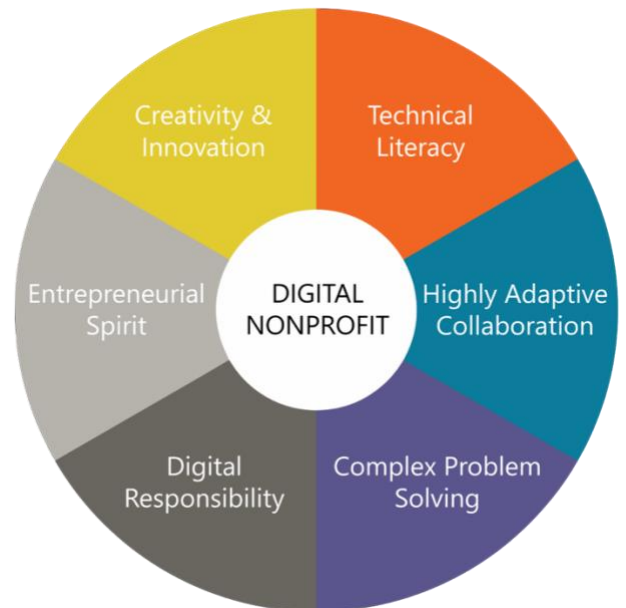 Creativity &
Innovation
Technical
Literacy
Entrepreneurial
Spirit
DIGITAL
NONPROFIT
Highly Adaptive
Collaboration
Digital
Responsibility
Complex Problem
Solving